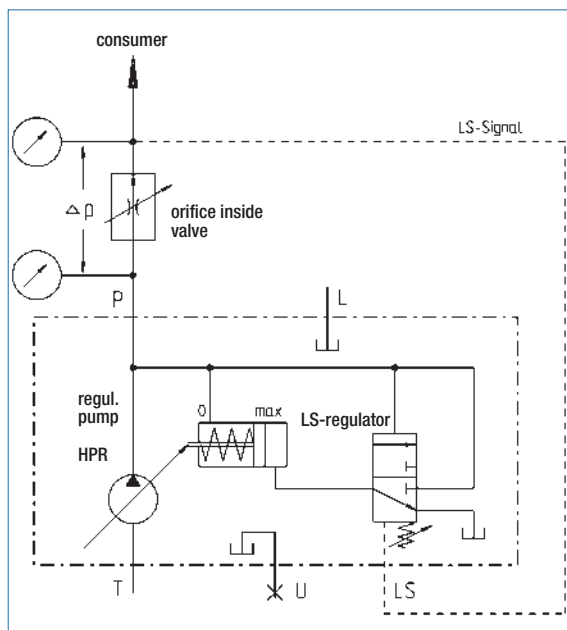 consumer
LS-Signal
Δp
orifice inside
valve
P
L
regul.
pump
HPR
0
max
LS-regulator
T
U
LS